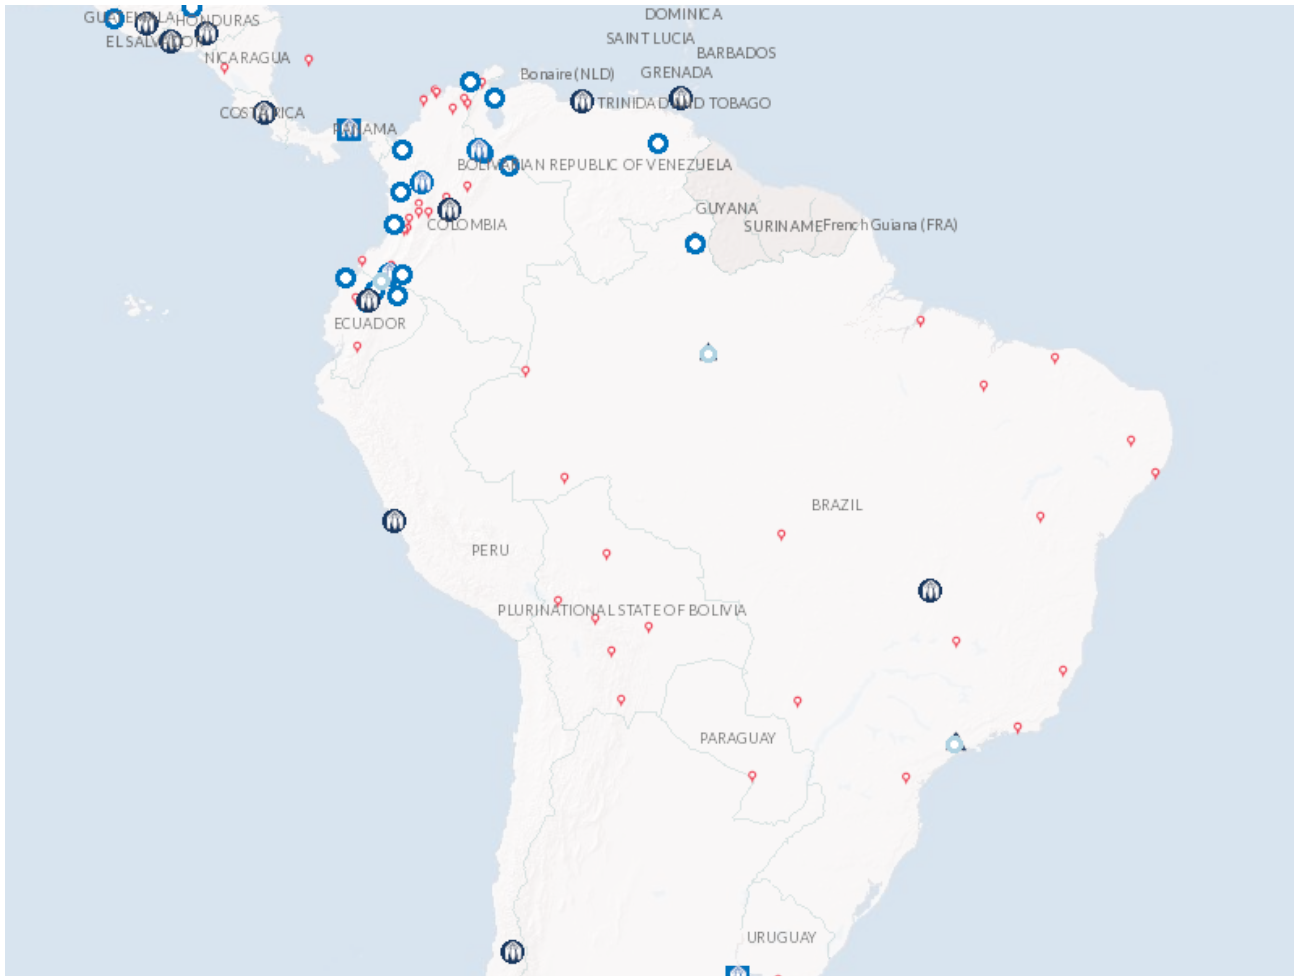 DOMINICA
GUATEMALA
HONDURAS
SAINT LUCIA
EL SALVADOR
BARBADOS
NICARAGUA
Bonaire (NLD)
GRENADA
TRINIDAD AND TOBAGO
COSTA RICA
PANAMA
BOLIVARIAN REPUBLIC OF VENEZUELA
GUYANA
COLOMBIA
SURINAME
French Guiana (FRA)
ECUADOR
BRAZIL
PERU
PLURINATIONAL STATE OF BOLIVIA
PARAGUAY
URUGUAY